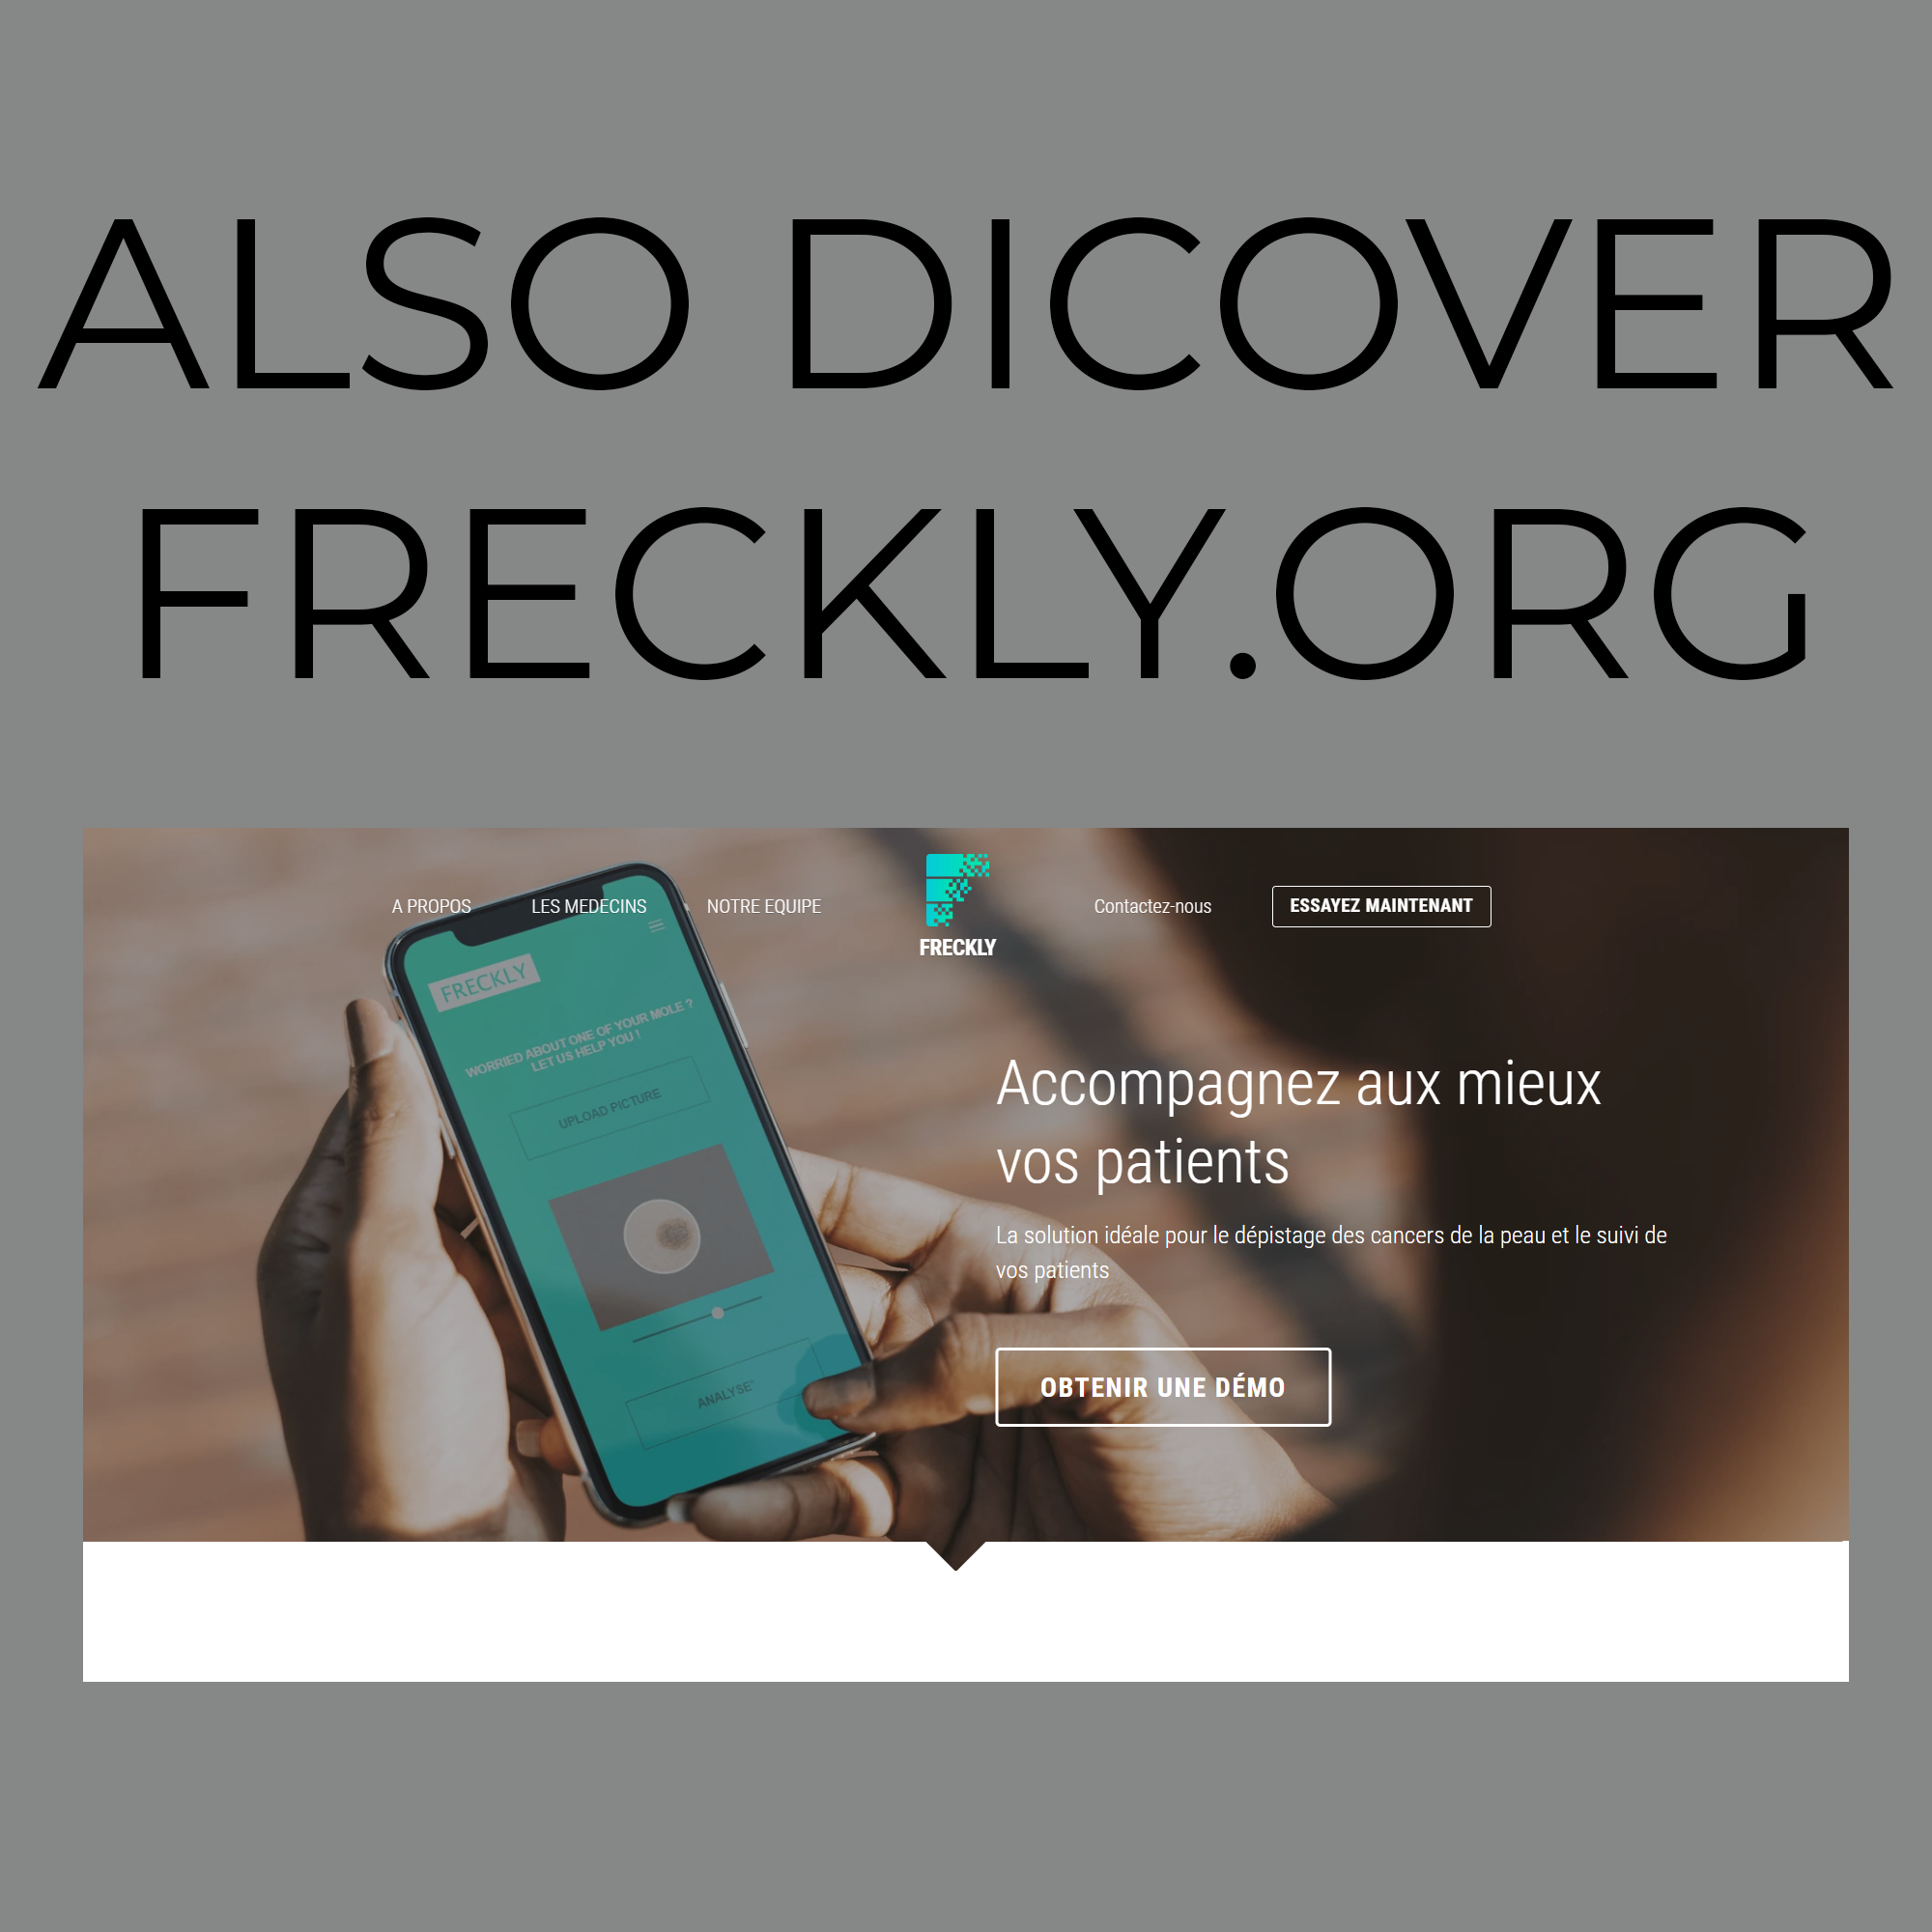 ALSO DICOVER
FRECKLY.ORG
A PROPOS
LES MEDECINS
NOTRE EQUIPE
FRECKLY
Contactez-nous
ESSAYEZ MAINTENANT
FRECKLY
WORRIED ABOUT ONE OF YOUR MOLE ?
LET US HELP YOU !
UPLOAD PICTURE
ANALYSE"
Accompagnez aux mieux
vos patients
La solution idéale pour le dépistage des cancers de la peau et le suivi de
vos patients
OBTENIR UNE DÉMO